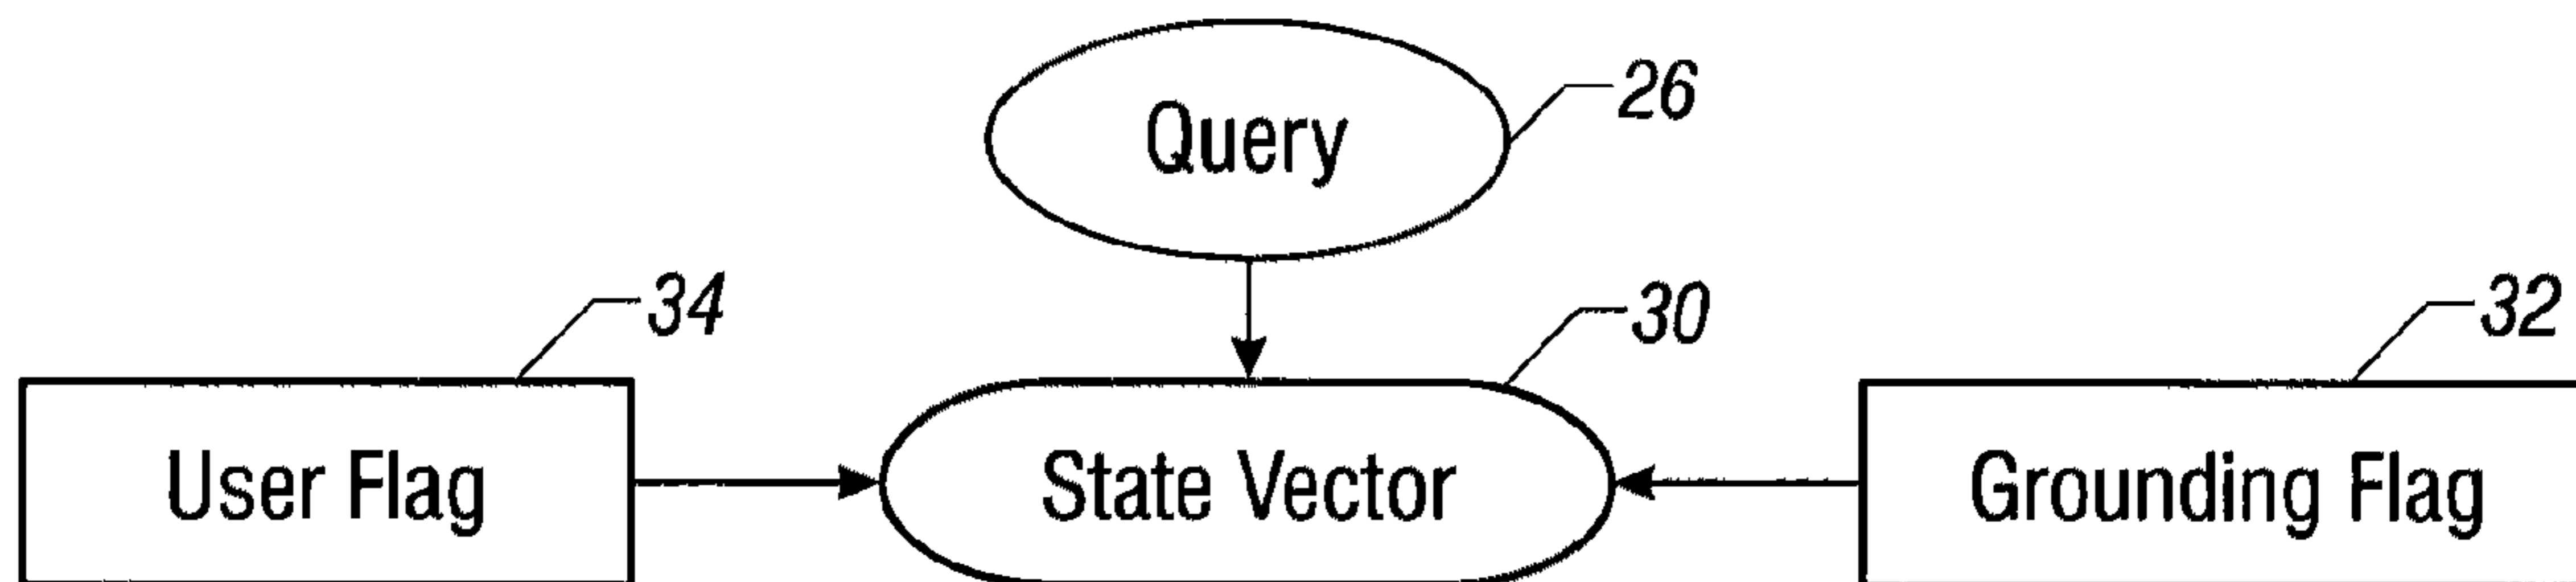 Query
26
34
30
32
User Flag
State Vector
Grounding Flag